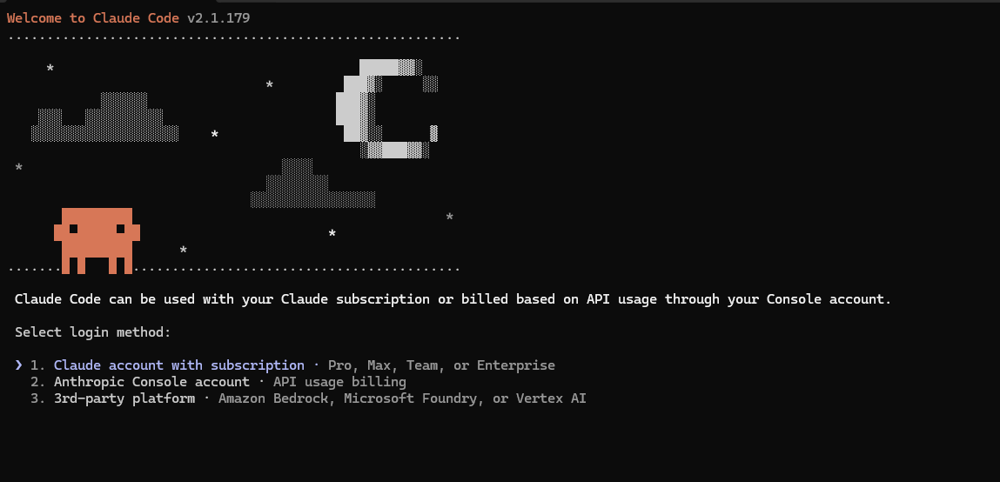 Welcome to Claude Code v2.1.179
Claude Code can be used with your Claude subscription or billed based on API usage through your Console account.
Select login method:
❯ 1. Claude account with subscription · Pro, Max, Team, or Enterprise
2. Anthropic Console account · API usage billing
3. 3rd-party platform · Amazon Bedrock, Microsoft Foundry, or Vertex AI